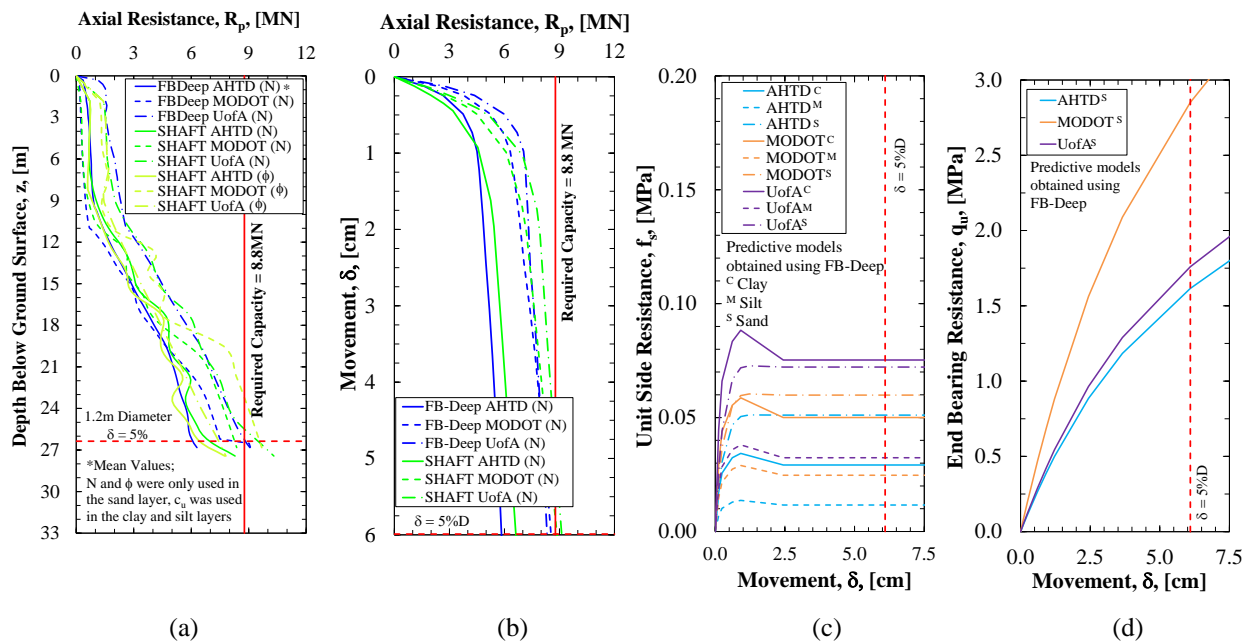 Axial Resistance, Rp, [MN]
0 3 6 9 12
0
3
6
9
12
15
18
21
24
27
30
33
Depth Below Ground Surface, z, [m]
FBDeep AHTD (N) *
FBDeep MODOT (N)
FBDeep UofA (N)
SHAFT AHTD (N)
SHAFT MODOT (N)
SHAFT UofA (N)
SHAFT AHTD (ϕ)
SHAFT MODOT (ϕ)
SHAFT UofA (ϕ)
Required Capacity = 8.8MN
1.2m Diameter
δ = 5%
*Mean Values;
N and ϕ were only used in
the sand layer, cu was used
in the clay and silt layers
(a)
Axial Resistance, Rp, [MN]
0 3 6 9 12
0
1
2
3
4
5
6
Movement, δ, [cm]
Required Capacity = 8.8 MN
FB-Deep AHTD (N)
FB-Deep MODOT (N)
FB-Deep UofA (N)
SHAFT AHTD (N)
SHAFT MODOT (N)
SHAFT UofA (N)
δ = 5%D
(b)
0.20
0.15
0.10
0.05
0.00
Unit Side Resistance, fs, [MPa]
AHTD C
AHTD M
AHTD S
MODOT C
MODOT M
MODOT S
UofA C
UofA M
UofA S
Predictive models
obtained using FB-Deep
C Clay
M Silt
S Sand
δ = 5%D
0.0 2.5 5.0 7.5
Movement, δ, [cm]
(c)
3.0
2.5
2.0
1.5
1.0
0.5
0.0
End Bearing Resistance, qu, [MPa]
AHTD S
MODOT S
UofA S
Predictive models
obtained using
FB-Deep
δ = 5%D
0.0 2.5 5.0 7.5
Movement, δ, [cm]
(d)